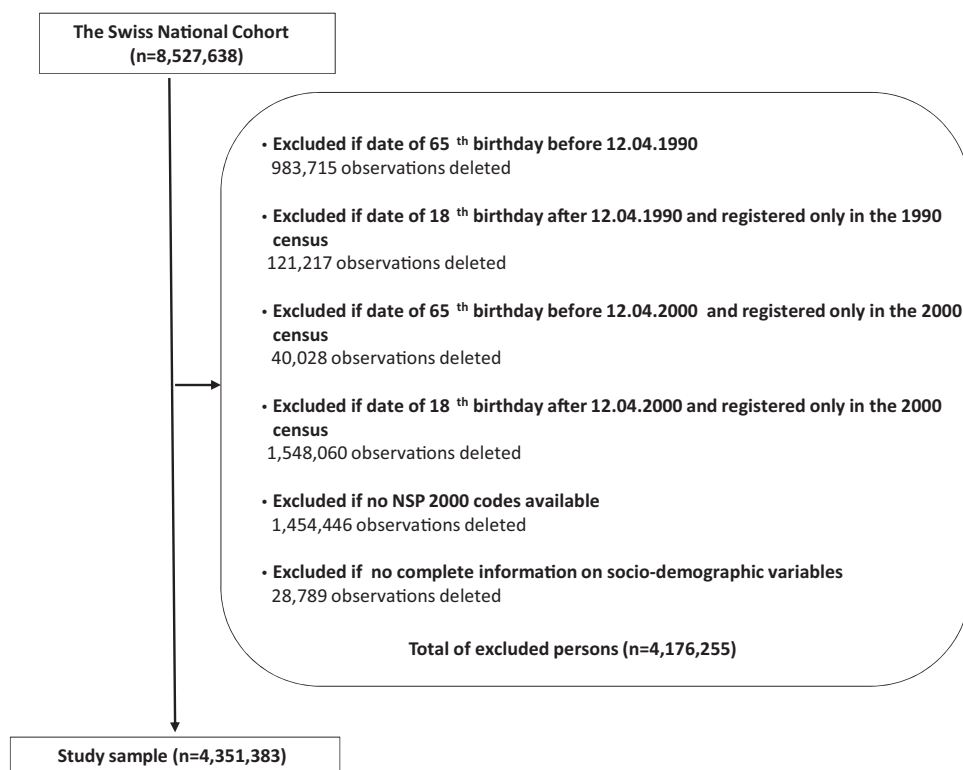 The Swiss National Cohort
(n=8,527,638)
• Excluded if date of 65 th birthday before 12.04.1990
983,715 observations deleted
• Excluded if date of 18 th birthday after 12.04.1990 and registered only in the 1990
census
121,217 observations deleted
• Excluded if date of 65 th birthday before 12.04.2000 and registered only in the 2000
census
40,028 observations deleted
• Excluded if date of 18 th birthday after 12.04.2000 and registered only in the 2000
census
1,548,060 observations deleted
• Excluded if no NSP 2000 codes available
1,454,446 observations deleted
• Excluded if no complete information on socio-demographic variables
28,789 observations deleted
Total of excluded persons (n=4,176,255)
Study sample (n=4,351,383)